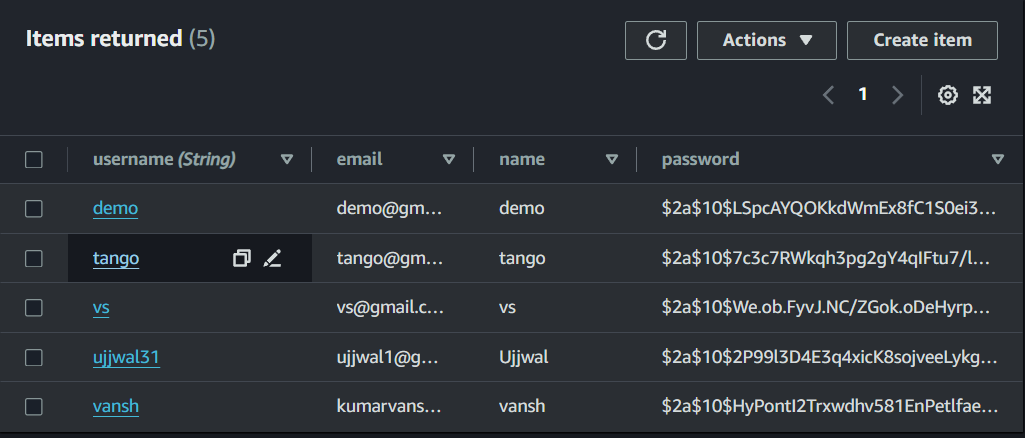 Items returned (5)
Actions
Create item
1
username (String) email name password
demo demo@gm... demo $2a$10$LSpcAYQOKkdWmEx8fC1S0ei3...
tango tango@gm... tango $2a$10$7c3c7RWkqh3pg2gY4qIFtu7/l...
vs vs@gmail.c... vs $2a$10$We.ob.FyvJ.NC/ZGok.oDeHyrp...
ujjwal31 ujjwal1@g... Ujjwal $2a$10$2P99l3D4E3q4xicK8sojveeLykg...
vansh kumarvans... vansh $2a$10$HyPontI2Trxwdhv581EnPetlfae...